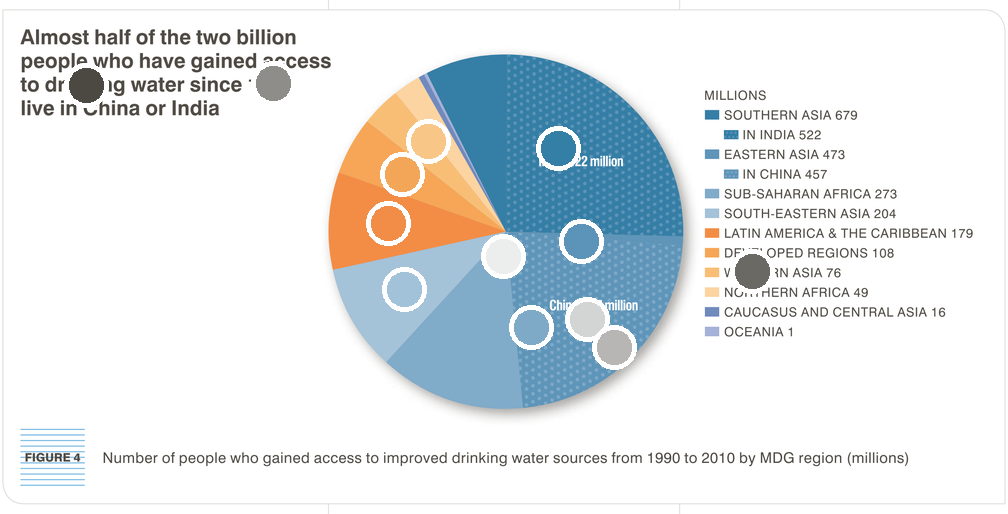 Almost half of the two billion
people who have gained access
to water since
live in China or India
22 million
million
MILLIONS
SOUTHERN ASIA 679
IN INDIA 522
EASTERN ASIA 473
IN CHINA 457
SUB-SAHARAN AFRICA 273
SOUTH-EASTERN ASIA 204
LATIN AMERICA & THE CARIBBEAN 179
DEVELOPED REGIONS 108
ASIA 76
NORTHERN AFRICA 49
CAUCASUS AND CENTRAL ASIA 16
OCEANIA 1
FIGURE 4
Number of people who gained access to improved drinking water sources from 1990 to 2010 by MDG region (millions)